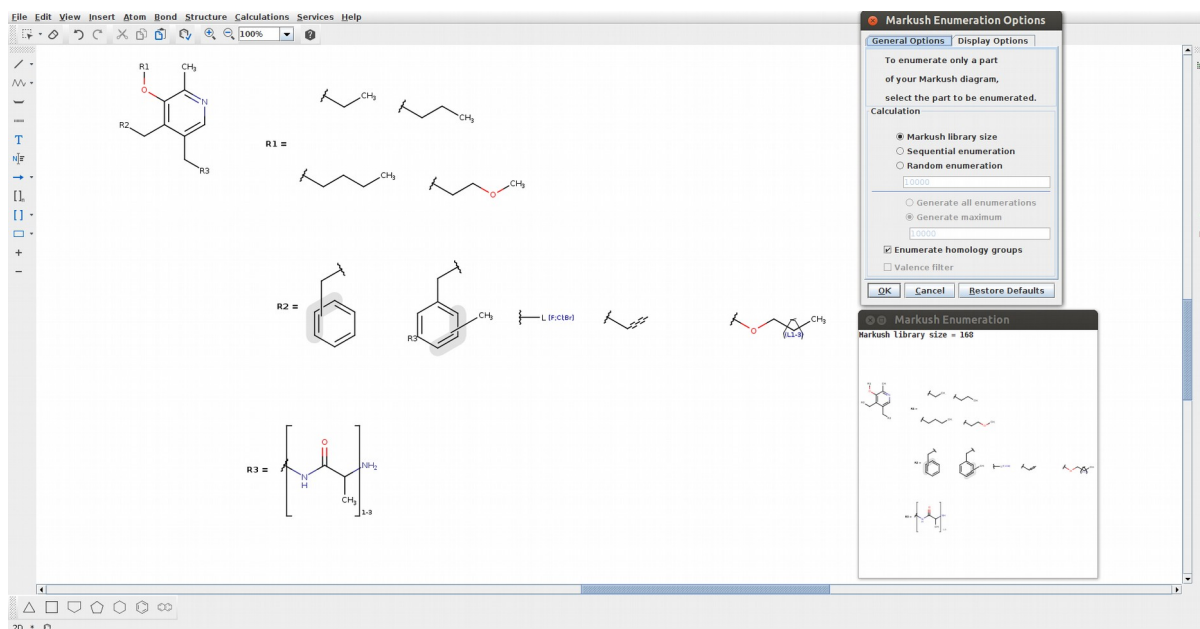 File Edit View Insert Atom Bond Structure Calculations Services Help
100%
R1 CH3
O
N
R2
R3
R1 =
CH3
CH3
CH3
O CH3
R2 =
CH3
R3
L (F;Cl;Br)
O CH3
(L1-3)
R3 =
O
N
H
CH3
NH2
1-3
T
2D
Markush Enumeration Options
General Options Display Options
To enumerate only a part
of your Markush diagram,
select the part to be enumerated.
Calculation
Markush library size
Sequential enumeration
Random enumeration
10000
Generate all enumerations
Generate maximum
10000
Enumerate homology groups
Valence filter
OK Cancel Restore Defaults
Markush Enumeration
Markush library size = 168